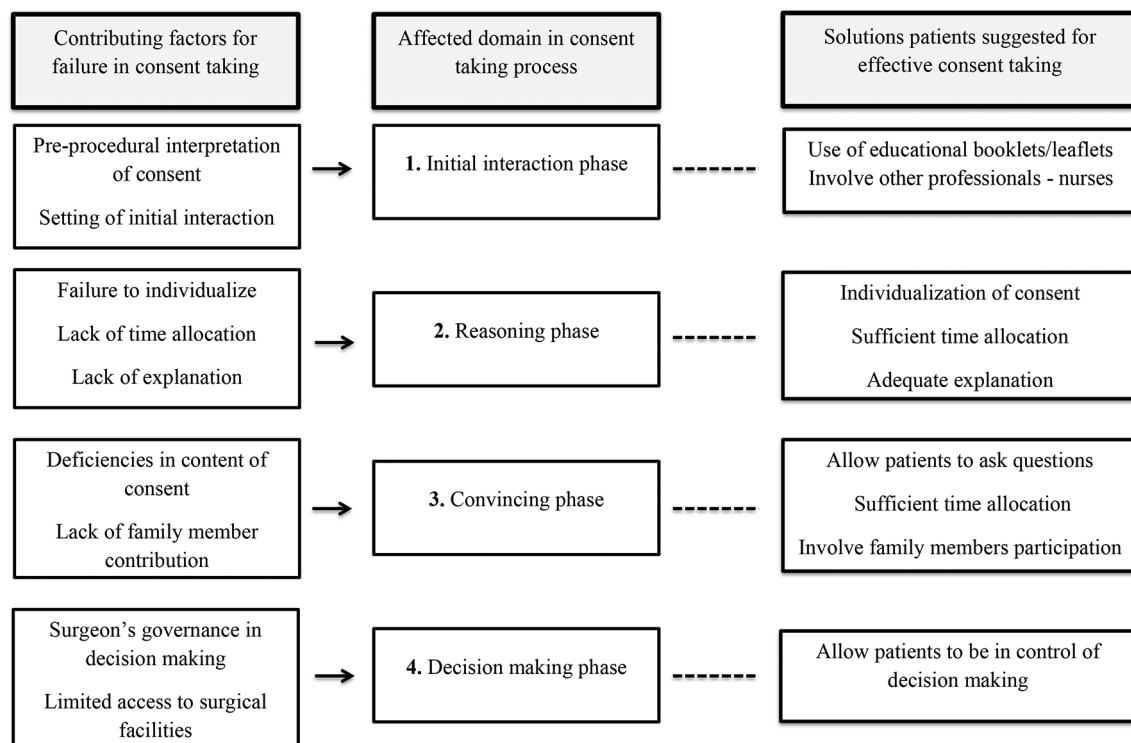 Contributing factors for
failure in consent taking
Affected domain in consent
taking process
Solutions patients suggested for
effective consent taking
Pre-procedural interpretation
of consent
Setting of initial interaction
1. Initial interaction phase
Use of educational booklets/leaflets
Involve other professionals - nurses
Failure to individualize
Lack of time allocation
Lack of explanation
2. Reasoning phase
Individualization of consent
Sufficient time allocation
Adequate explanation
Deficiencies in content of
consent
Lack of family member
contribution
3. Convincing phase
Allow patients to ask questions
Sufficient time allocation
Involve family members participation
Surgeon's governance in
decision making
Limited access to surgical
facilities
4. Decision making phase
Allow patients to be in control of
decision making